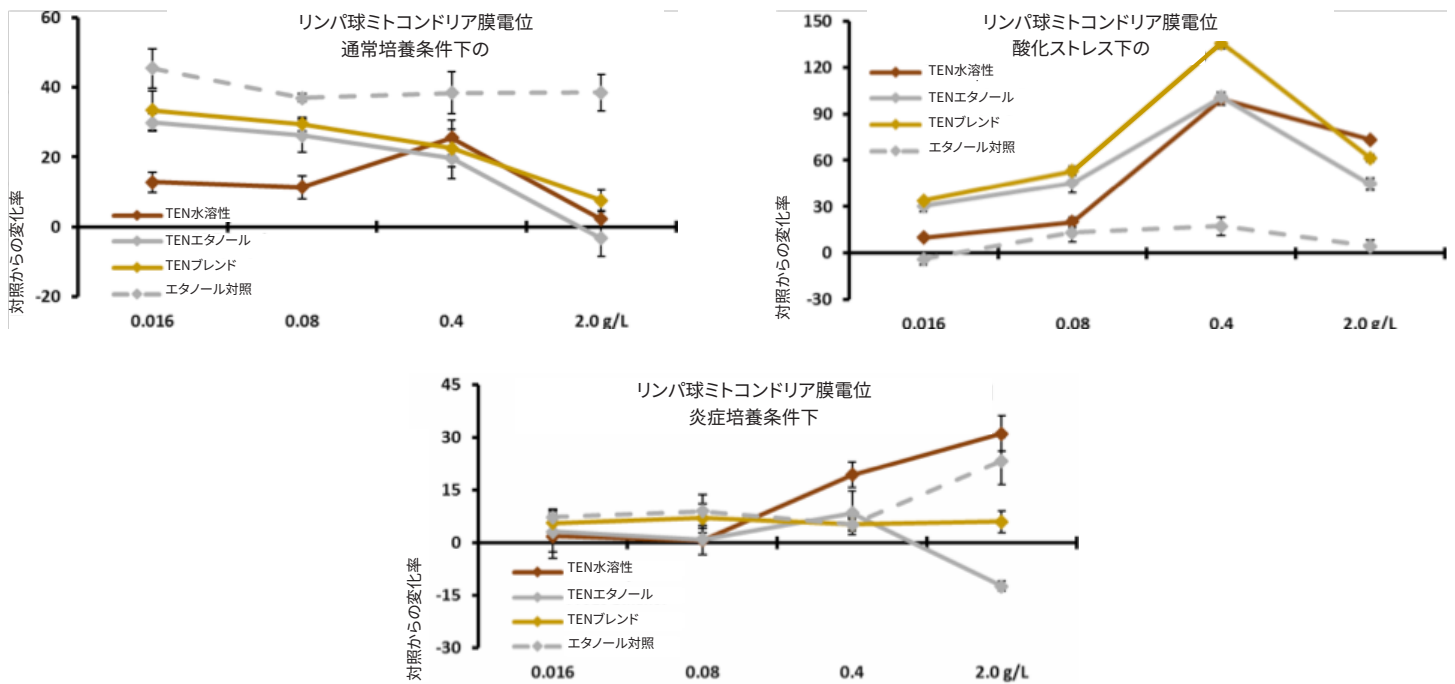 リンパ球ミトコンドリア膜電位
通常培養条件下の
60
40
20
0
-20
対照からの変化率
TEN水溶性
TENエタノール
TENブレンド
エタノール対照
0.016
0.08
0.4
2.0 g/L
リンパ球ミトコンドリア膜電位
酸化ストレス下の
150
120
90
60
30
0
-30
対照からの変化率
TEN水溶性
TENエタノール
TENブレンド
エタノール対照
0.016
0.08
0.4
2.0 g/L
リンパ球ミトコンドリア膜電位
炎症培養条件下
45
30
15
0
-15
-30
対照からの変化率
TEN水溶性
TENエタノール
TENブレンド
エタノール対照
0.016
0.08
0.4
2.0 g/L